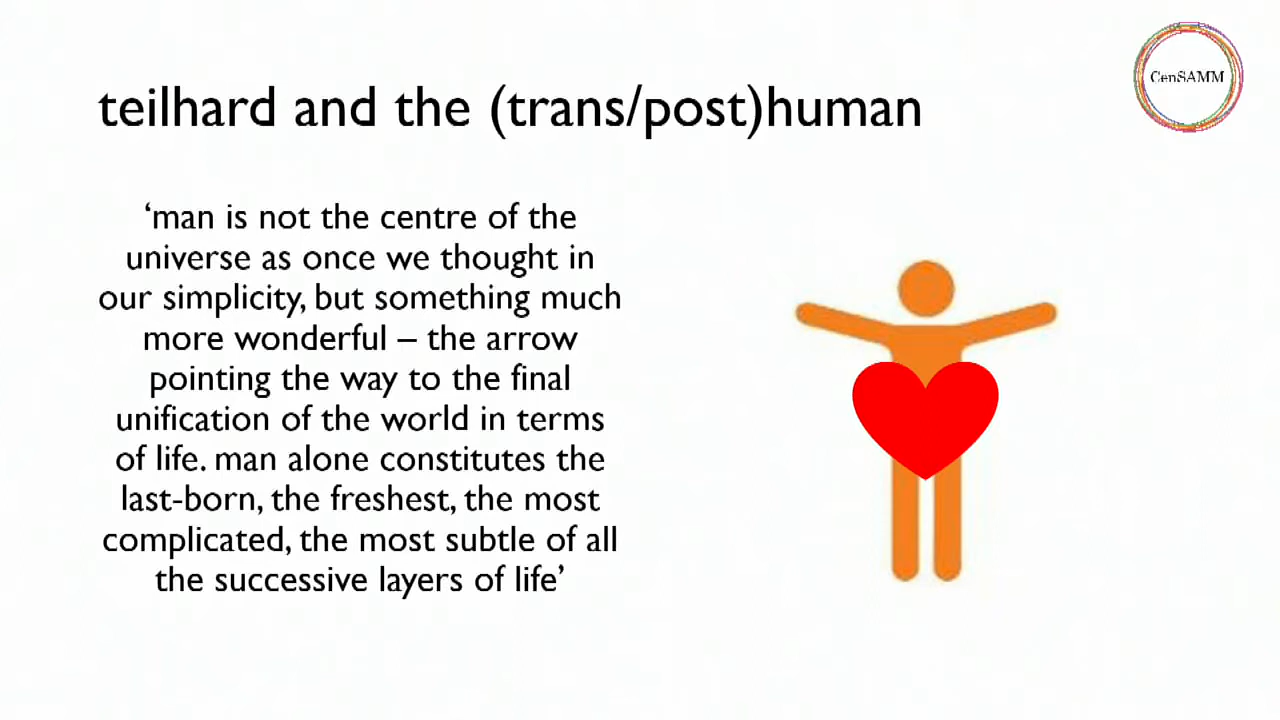 CenSAMM
teilhard and the (trans/post)human
‘man is not the centre of the
universe as once we thought in
our simplicity, but something much
more wonderful – the arrow
pointing the way to the final
unification of the world in terms
of life. man alone constitutes the
last-born, the freshest, the most
complicated, the most subtle of all
the successive layers of life’